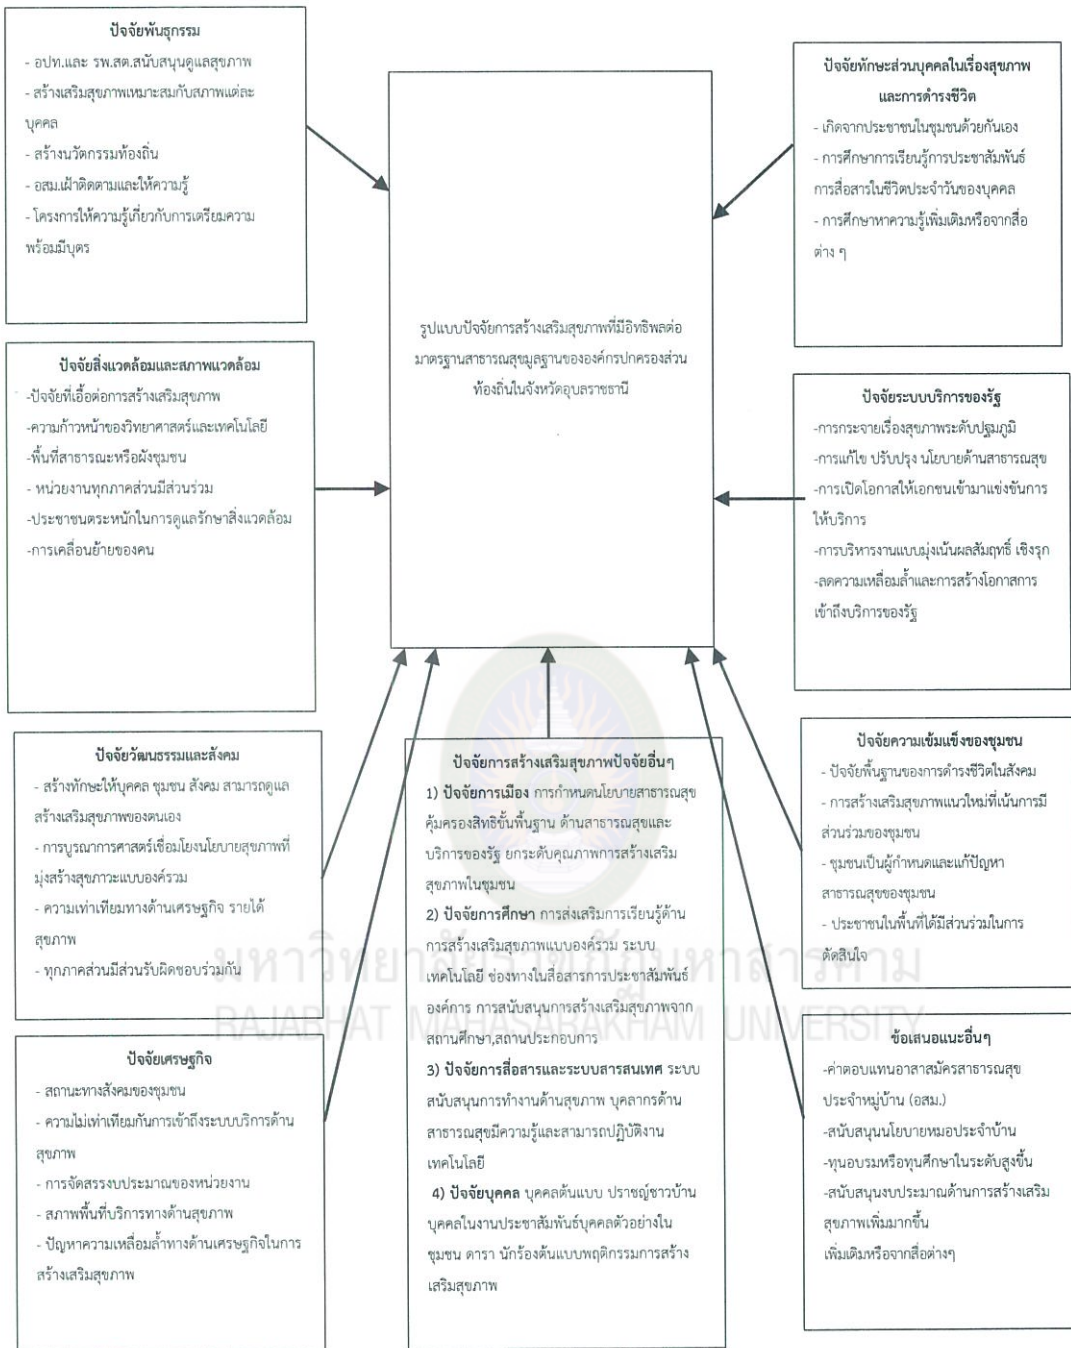 ปัจจัยพันธุกรรม
- อปท.และ รพ.สต.สนับสนุนดูแลสุขภาพ
- สร้างเสริมสุขภาพเหมาะสมกับสภาพแต่ละ
บุคคล
- สร้างนวัตกรรมท้องถิ่น
- อสม.เฝ้าติดตามและให้ความรู้
- โครงการให้ความรู้เกี่ยวกับการเตรียมความ
พร้อมมีบุตร
ปัจจัยสิ่งแวดล้อมและสภาพแวดล้อม
-ปัจจัยที่เอื้อต่อการสร้างเสริมสุขภาพ
-ความก้าวหน้าของวิทยาศาสตร์และเทคโนโลยี
-พื้นที่สาธารณะหรือผังชุมชน
- หน่วยงานทุกภาคส่วนมีส่วนร่วม
-ประชาชนตระหนักในการดูแลรักษาสิ่งแวดล้อม
-การเคลื่อนย้ายของคน
ปัจจัยวัฒนธรรมและสังคม
- สร้างทักษะให้บุคคล ชุมชน สังคม สามารถดูแล
สร้างเสริมสุขภาพของตนเอง
- การบูรณาการศาสตร์เชื่อมโยงนโยบายสุขภาพที่
มุ่งสร้างสุขภาวะแบบองค์รวม
- ความเท่าเทียมทางด้านเศรษฐกิจ รายได้
สุขภาพ
- ทุกภาคส่วนมีส่วนรับผิดชอบร่วมกัน
ปัจจัยเศรษฐกิจ
- สถานะทางสังคมของชุมชน
- ความไม่เท่าเทียมกันการเข้าถึงระบบบริการด้าน
สุขภาพ
- การจัดสรรงบประมาณของหน่วยงาน
- สภาพพื้นที่บริการทางด้านสุขภาพ
- ปัญหาความเหลื่อมล้ำทางด้านเศรษฐกิจในการ
สร้างเสริมสุขภาพ
รูปแบบปัจจัยการสร้างเสริมสุขภาพที่มีอิทธิพลต่อ
มาตรฐานสาธารณสุขมูลฐานขององค์กรปกครองส่วน
ท้องถิ่นในจังหวัดอุบลราชธานี
ปัจจัยการสร้างเสริมสุขภาพปัจจัยอื่นๆ
1) ปัจจัยการเมือง การกำหนดนโยบายสาธารณสุข
คุ้มครองสิทธิขั้นพื้นฐาน ด้านสาธารณสุขและ
บริการของรัฐ ยกระดับคุณภาพการสร้างเสริม
สุขภาพในชุมชน
2) ปัจจัยการศึกษา การส่งเสริมการเรียนรู้ด้าน
การสร้างเสริมสุขภาพแบบองค์รวม ระบบ
เทคโนโลยี ช่องทางในสื่อสารการประชาสัมพันธ์
องค์การ การสนับสนุนการสร้างเสริมสุขภาพจาก
สถานศึกษา,สถานประกอบการ
3) ปัจจัยการสื่อสารและระบบสารสนเทศ ระบบ
สนับสนุนการทำงานด้านสุขภาพ บุคลากรด้าน
สาธารณสุขมีความรู้และสามารถปฏิบัติงาน
เทคโนโลยี
4) ปัจจัยบุคคล บุคคลต้นแบบ ปราชญ์ชาวบ้าน
บุคคลในงานประชาสัมพันธ์บุคคลตัวอย่างใน
ชุมชน ดารา นักร้องต้นแบบพฤติกรรมการสร้าง
เสริมสุขภาพ
ปัจจัยทักษะส่วนบุคคลในเรื่องสุขภาพ
และการดำรงชีวิต
- เกิดจากประชาชนในชุมชนด้วยกันเอง
- การศึกษาการเรียนรู้การประชาสัมพันธ์
การสื่อสารในชีวิตประจำวันของบุคคล
- การศึกษาหาความรู้เพิ่มเติมหรือจากสื่อ
ต่าง ๆ
ปัจจัยระบบบริการของรัฐ
-การกระจายเรื่องสุขภาพระดับปฐมภูมิ
-การแก้ไข ปรับปรุง นโยบายด้านสาธารณสุข
-การเปิดโอกาสให้เอกชนเข้ามาแข่งขันการ
ให้บริการ
-การบริหารงานแบบมุ่งเน้นผลสัมฤทธิ์ เชิงรุก
-ลดความเหลื่อมล้ำและการสร้างโอกาสการ
เข้าถึงบริการของรัฐ
ปัจจัยความเข้มแข็งของชุมชน
- ปัจจัยพื้นฐานของการดำรงชีวิตในสังคม
- การสร้างเสริมสุขภาพแนวใหม่ที่เน้นการมี
ส่วนร่วมของชุมชน
- ชุมชนเป็นผู้กำหนดและแก้ปัญหา
สาธารณสุขของชุมชน
- ประชาชนในพื้นที่ได้มีส่วนร่วมในการ
ตัดสินใจ
ข้อเสนอแนะอื่นๆ
-ค่าตอบแทนอาสาสมัครสาธารณสุข
ประจำหมู่บ้าน (อสม.)
-สนับสนุนนโยบายหมอประจำบ้าน
-ทุนอบรมหรือทุนศึกษาในระดับสูงขึ้น
-สนับสนุนงบประมาณด้านการสร้างเสริม
สุขภาพเพิ่มมากขึ้น
เพิ่มเติมหรือจากสื่อต่างๆ
มหาวิทยาลัยราชภัฏมหาสารคาม
RAJABHAT MAHASARAKHAM UNIVERSITY